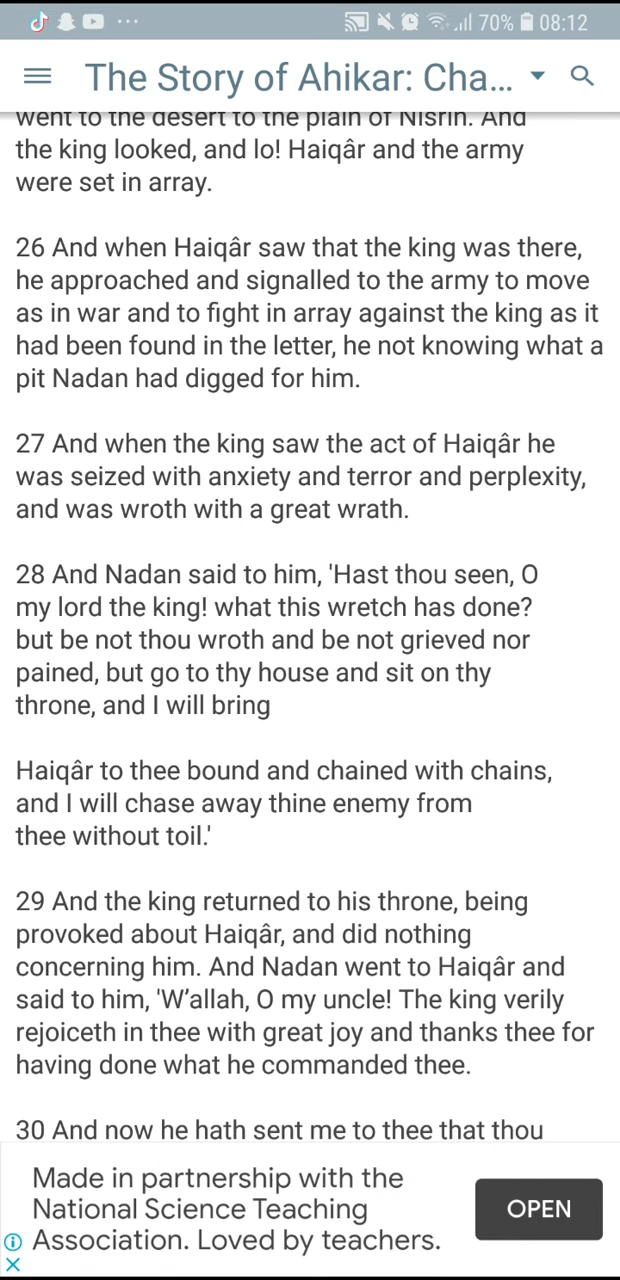 70% 08:12
The Story of Ahikar: Cha...
went to the desert to the plain of Nisrin. And
the king looked, and lo! Haiqâr and the army
were set in array.
26 And when Haiqâr saw that the king was there,
he approached and signalled to the army to move
as in war and to fight in array against the king as it
had been found in the letter, he not knowing what a
pit Nadan had digged for him.
27 And when the king saw the act of Haiqâr he
was seized with anxiety and terror and perplexity,
and was wroth with a great wrath.
28 And Nadan said to him, 'Hast thou seen, O
my lord the king! what this wretch has done?
but be not thou wroth and be not grieved nor
pained, but go to thy house and sit on thy
throne, and I will bring
Haiqâr to thee bound and chained with chains,
and I will chase away thine enemy from
thee without toil.'
29 And the king returned to his throne, being
provoked about Haiqâr, and did nothing
concerning him. And Nadan went to Haiqâr and
said to him, 'W’allah, O my uncle! The king verily
rejoiceth in thee with great joy and thanks thee for
having done what he commanded thee.
30 And now he hath sent me to thee that thou
Made in partnership with the
National Science Teaching
Association. Loved by teachers.
OPEN